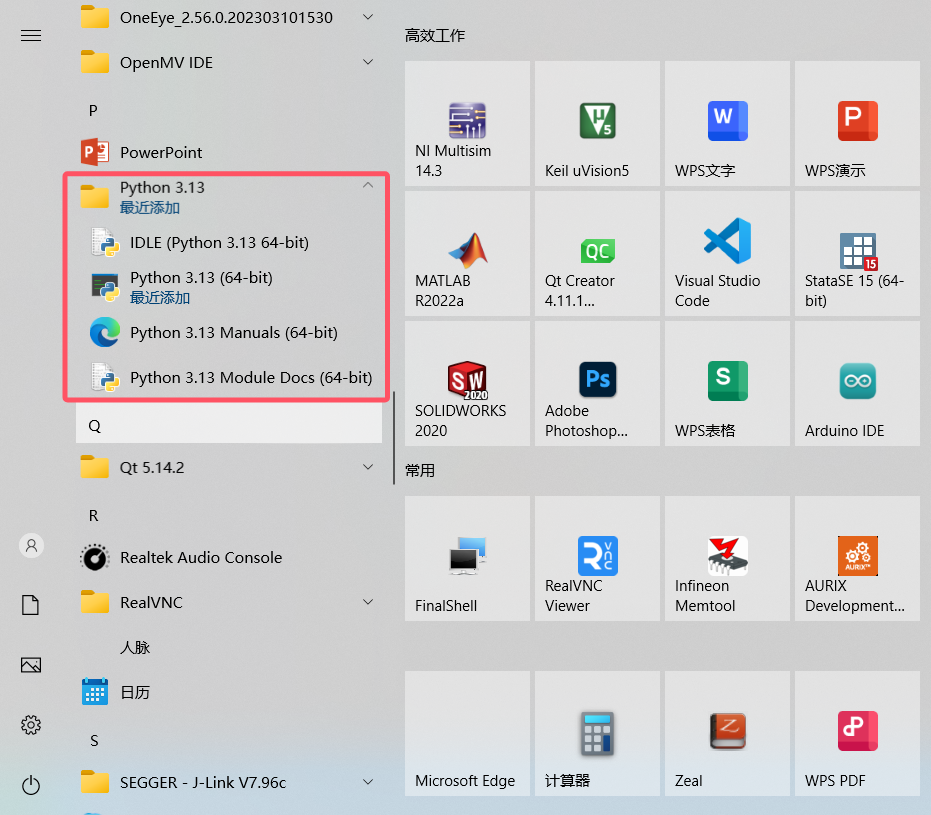 OneEye_2.56.0.202303101530
OpenMV IDE
P
PowerPoint
Python 3.13
最近添加
IDLE (Python 3.13 64-bit)
Python 3.13 (64-bit)
最近添加
Python 3.13 Manuals (64-bit)
Python 3.13 Module Docs (64-bit)
Q
Qt 5.14.2
R
Realtek Audio Console
RealVNC
人脉
日历
S
SEGGER - J-Link V7.96c
高效工作
NI Multisim
14.3
Keil uVision5
WPS文字
WPS演示
MATLAB
R2022a
Qt Creator
4.11.1...
Visual Studio
Code
StataSE 15 (64-
bit)
SOLIDWORKS
2020
Adobe
Photoshop...
WPS表格
Arduino IDE
常用
FinalShell
RealVNC
Viewer
Infineon
Memtool
AURIX
Development...
Microsoft Edge
计算器
Zeal
WPS PDF